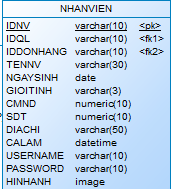 NHANVIEN
IDNV varchar(10) <pk>
IDQL varchar(10) <fk1>
IDDONHANG varchar(10) <fk2>
TENNV varchar(30)
NGAYSINH date
GIOITINH varchar(3)
CMND numeric(10)
SDT numeric(10)
DIACHI varchar(50)
CALAM datetime
USERNAME varchar(10)
PASSWORD varchar(10)
HINHANH image